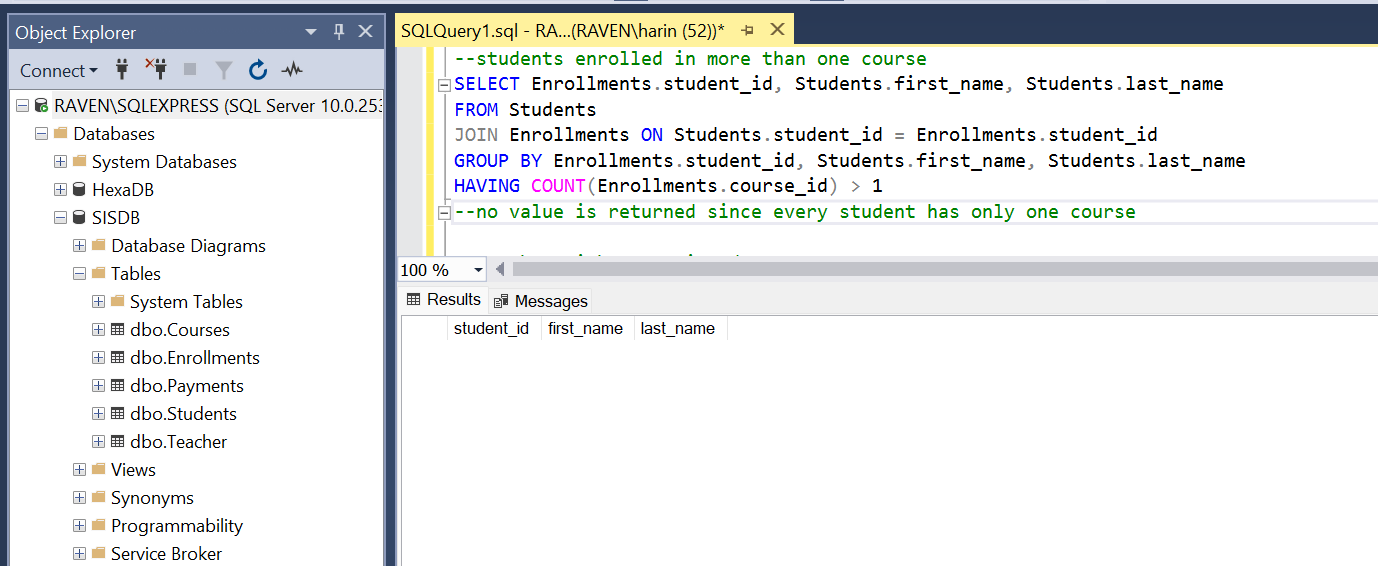 Object Explorer
Connect
RAVEN\SQLEXPRESS (SQL Server 10.0.253
Databases
System Databases
HexaDB
SISDB
Database Diagrams
Tables
System Tables
dbo.Courses
dbo.Enrollments
dbo.Payments
dbo.Students
dbo.Teacher
Views
Synonyms
Programmability
Service Broker
SQLQuery1.sql - RA...(RAVEN\harin (52))*
--students enrolled in more than one course
SELECT Enrollments.student_id, Students.first_name, Students.last_name
FROM Students
JOIN Enrollments ON Students.student_id = Enrollments.student_id
GROUP BY Enrollments.student_id, Students.first_name, Students.last_name
HAVING COUNT(Enrollments.course_id) > 1
--no value is returned since every student has only one course
100 %
Results Messages
student_id first_name last_name